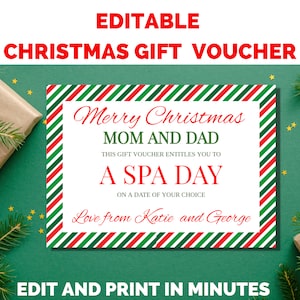 EDITABLE
CHRISTMAS GIFT VOUCHER
Merry Christmas
MOM AND DAD
THIS GIFT VOUCHER ENTITLES YOU TO
A SPA DAY
ON A DATE OF YOUR CHOICE
Love from Katie and George
EDIT AND PRINT IN MINUTES